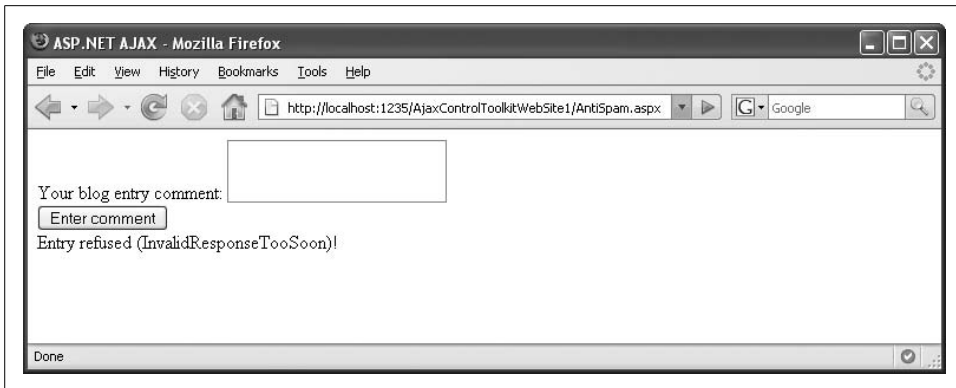 ASP.NET AJAX - Mozilla Firefox
File Edit View History Bookmarks Tools Help
http://localhost:1235/AjaxControlToolkitWebSite1/AntiSpam.aspx G Google
Your blog entry comment:
Enter comment
Entry refused (InvalidResponseTooSoon)!
Done